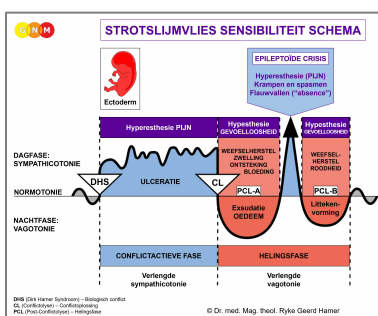 GNM
STROTSLIJMVLIES SENSIBILITEIT SCHEMA
EPILEPTOÏDE CRISIS
Hyperesthesie (PIJN)
Krampen en spasmen
Flauwvallen ("absence")
Ectoderm
Hyperesthesie PIJN
Hypesthesie
GEVOELLOOSHEID
Hypesthesie
GEVOELLOOSHEID
DAGFASE:
SYMPATHICOTONIE
WEEFSELHERSTEL
ZWELLING
ONTSTEKING
BLOEDING
WEEFSEL-
HERSTEL
ROODHEID
DHS
ULCERATIE
CL
PCL-A
PCL-B
NORMOTONIE
NACHTFASE:
VAGOTONIE
Exsudatie
OEDEEM
Litteken-
vorming
CONFLICTACTIEVE FASE
HELINGSFASE
Verlengde
sympathicotonie
Verlengde
vagotonie
DHS (Dirk Hamer Syndroom) – Biologisch conflict
CL (Conflictolyse) – Conflictoplossing
PCL (Post-Conflictolyse) – Helingsfase
© Dr. med. Mag. theol. Ryke Geerd Hamer